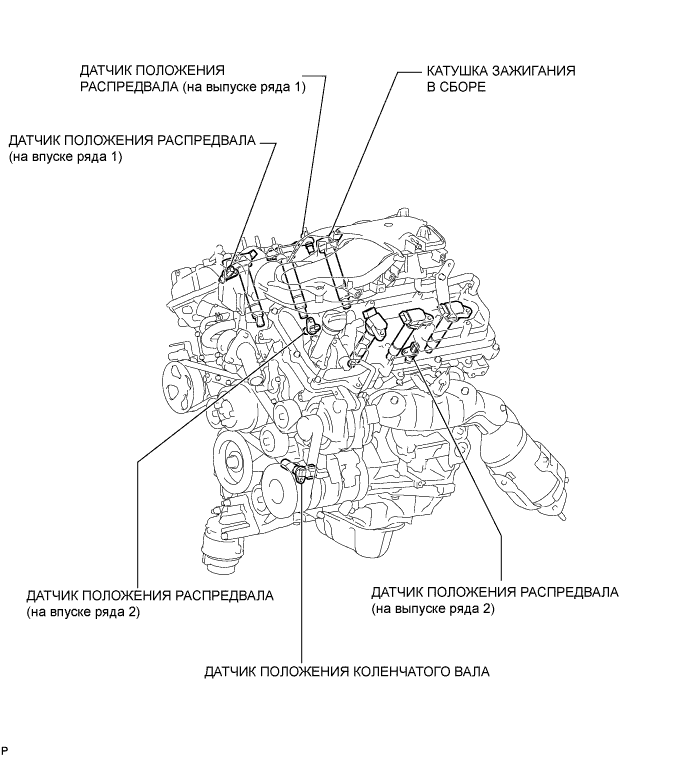 ДАТЧИК ПОЛОЖЕНИЯ
РАСПРЕДВАЛА (на выпуске ряда 1)
КАТУШКА ЗАЖИГАНИЯ
В СБОРЕ
ДАТЧИК ПОЛОЖЕНИЯ РАСПРЕДВАЛА
(на впуске ряда 1)
ДАТЧИК ПОЛОЖЕНИЯ РАСПРЕДВАЛА
(на впуске ряда 2)
ДАТЧИК ПОЛОЖЕНИЯ РАСПРЕДВАЛА
(на выпуске ряда 2)
ДАТЧИК ПОЛОЖЕНИЯ КОЛЕНЧАТОГО ВАЛА
P